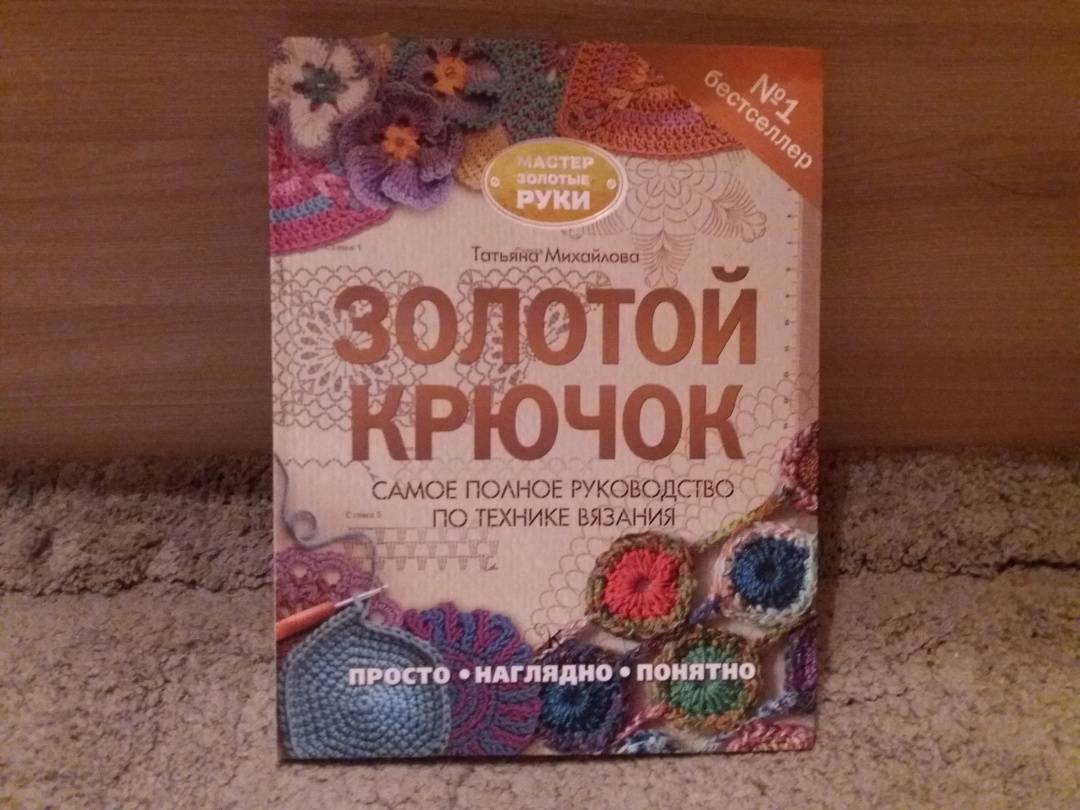 №1
бестселлер
МАСТЕР
ЗОЛОТЫЕ
РУКИ
Татьяна Михайлова
ЗОЛОТОЙ
КРЮЧОК
САМОЕ ПОЛНОЕ РУКОВОДСТВО
ПО ТЕХНИКЕ ВЯЗАНИЯ
ПРОСТО • НАГЛЯДНО • ПОНЯТНО